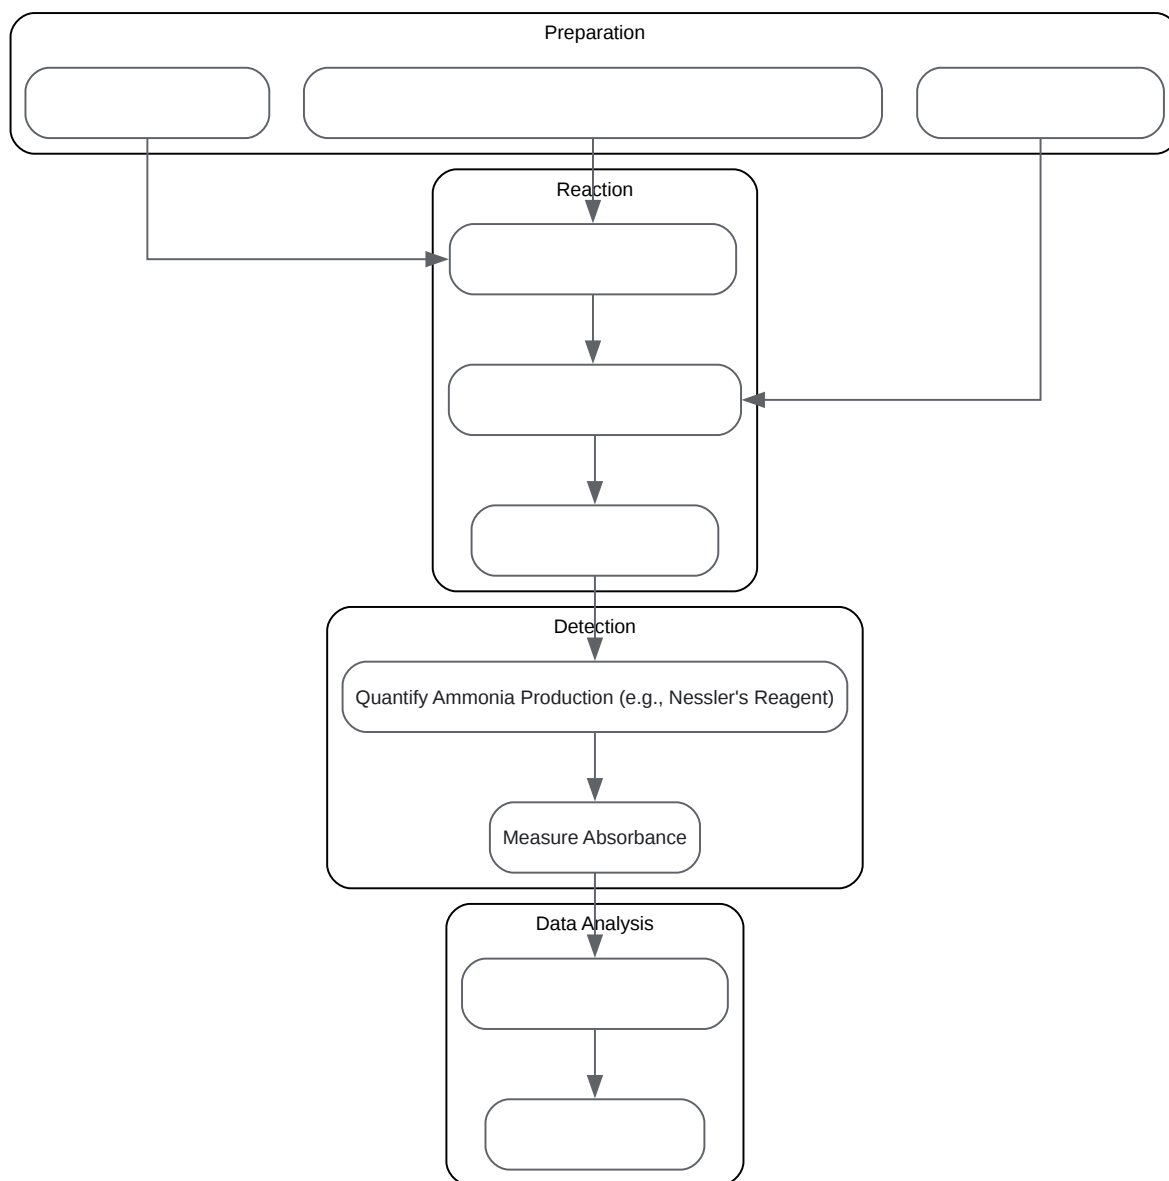 Preparation
Reaction
Detection
Quantify Ammonia Production (e.g., Nessler's Reagent)
Measure Absorbance
Data Analysis